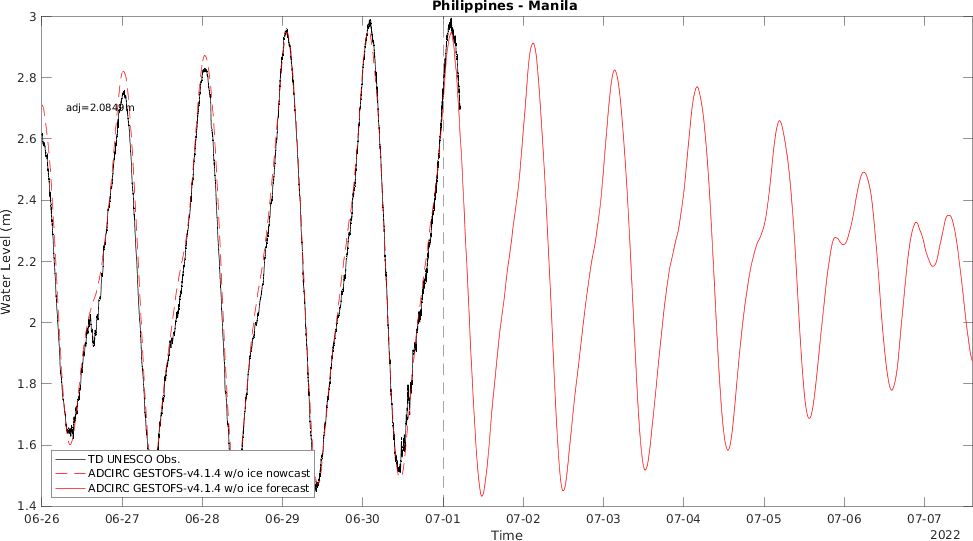 Philippines - Manila
3
2.8
2.6
2.4
2.2
2
1.8
1.6
1.4
Water Level (m)
adj=2.0849m
TD UNESCO Obs.
ADCIRC GESTOFS-v4.1.4 w/o ice nowcast
ADCIRC GESTOFS-v4.1.4 w/o ice forecast
06-26 06-27 06-28 06-29 06-30 07-01 07-02 07-03 07-04 07-05 07-06 07-07
Time
2022